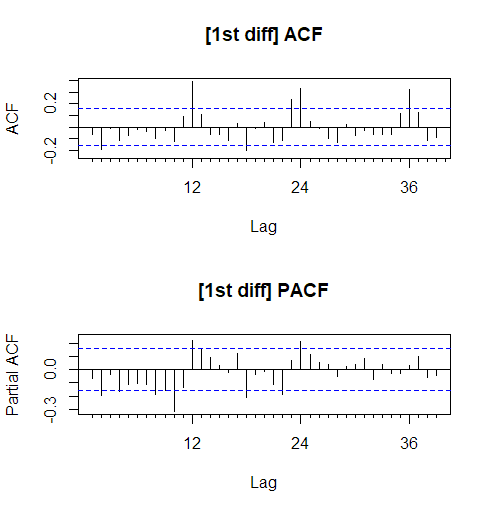 [1st diff] ACF
ACF
0.2
-0.2
12 24 36
Lag
[1st diff] PACF
Partial ACF
0.0
-0.3
12 24 36
Lag